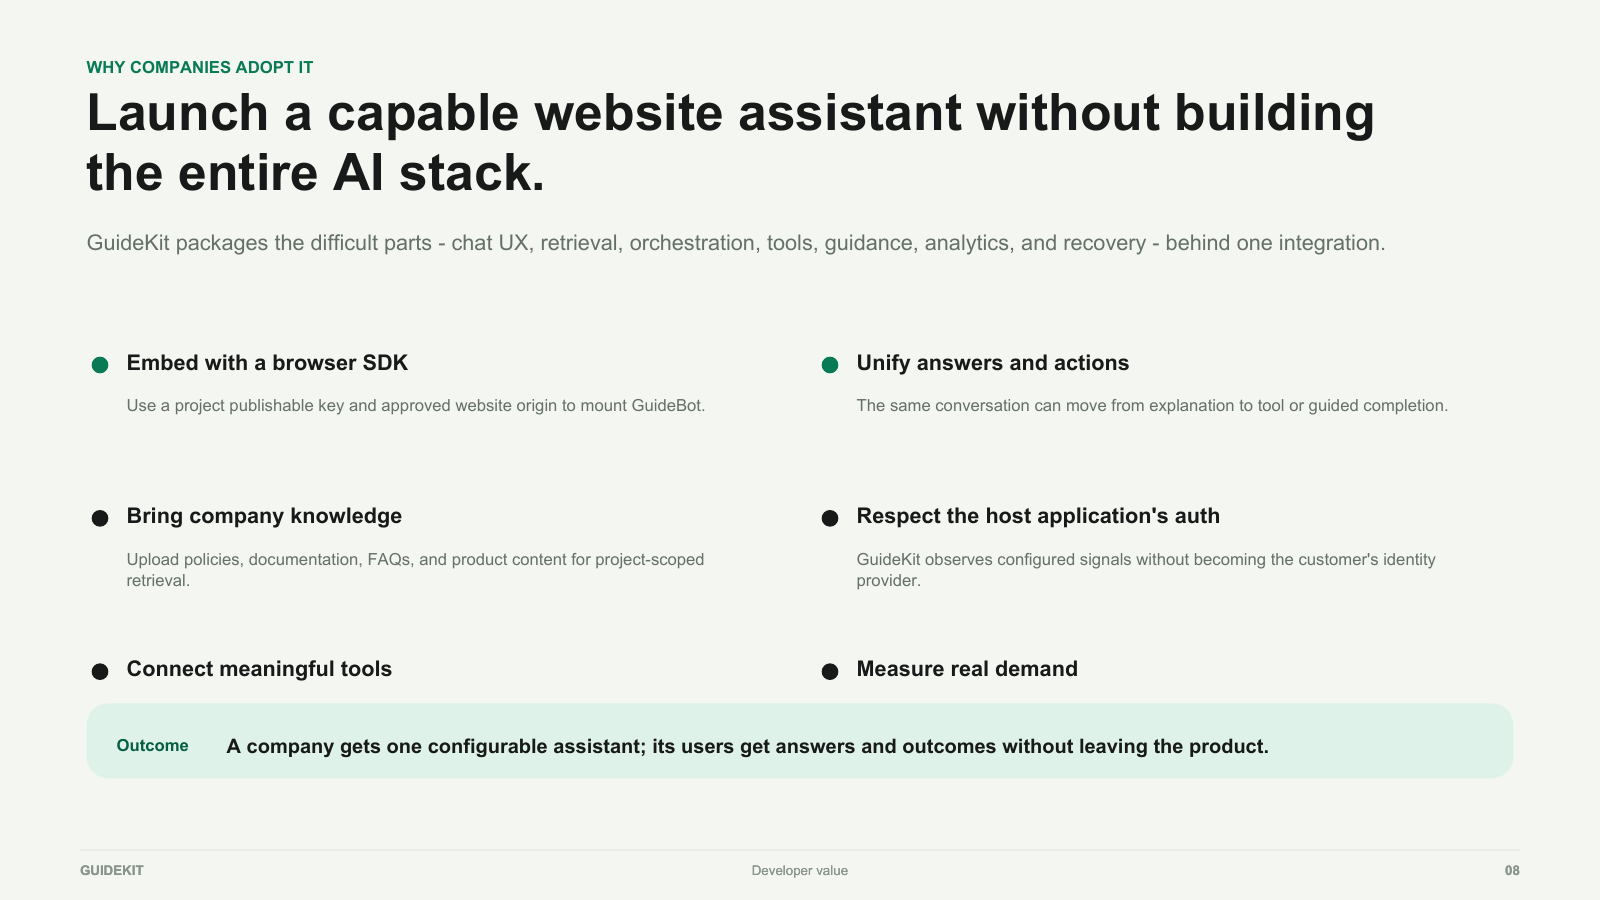 WHY COMPANIES ADOPT IT
Launch a capable website assistant without building
the entire AI stack.
GuideKit packages the difficult parts - chat UX, retrieval, orchestration, tools, guidance, analytics, and recovery - behind one integration.
Embed with a browser SDK
Use a project publishable key and approved website origin to mount GuideBot.
Unify answers and actions
The same conversation can move from explanation to tool or guided completion.
Bring company knowledge
Upload policies, documentation, FAQs, and product content for project-scoped
retrieval.
Respect the host application's auth
GuideKit observes configured signals without becoming the customer's identity
provider.
Connect meaningful tools
Measure real demand
Outcome
A company gets one configurable assistant; its users get answers and outcomes without leaving the product.
GUIDEKIT
Developer value
08